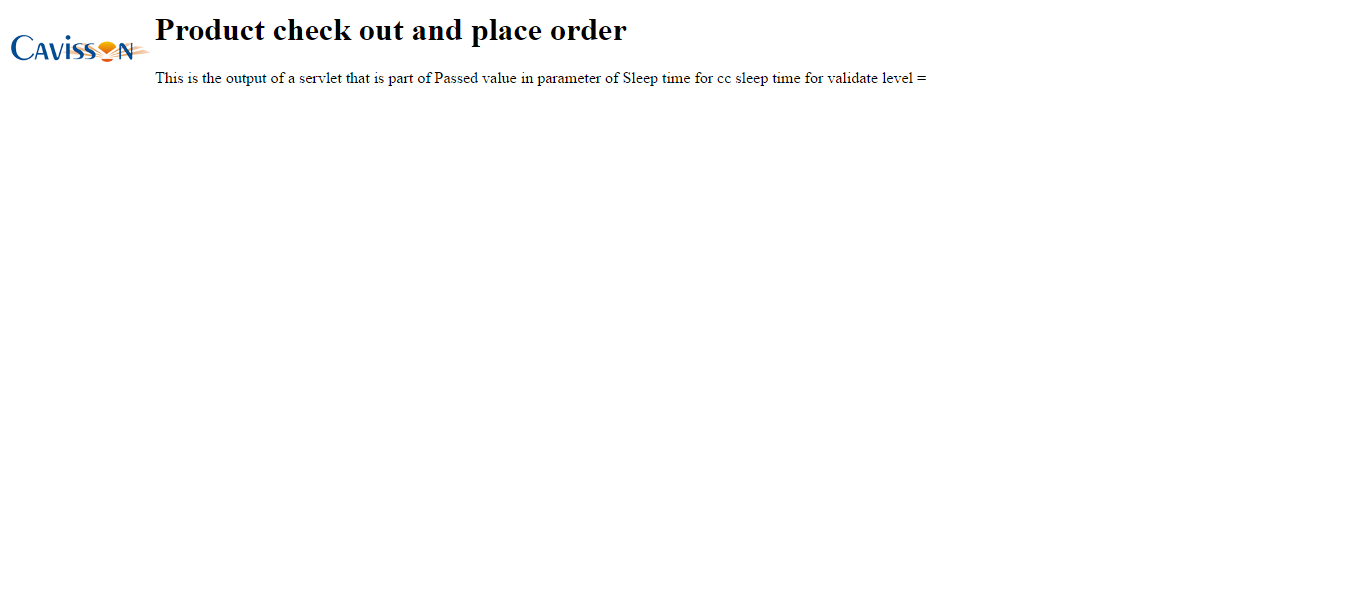 Product check out and place order
CAVISSON
This is the output of a servlet that is part of Passed value in parameter of Sleep time for cc sleep time for validate level =